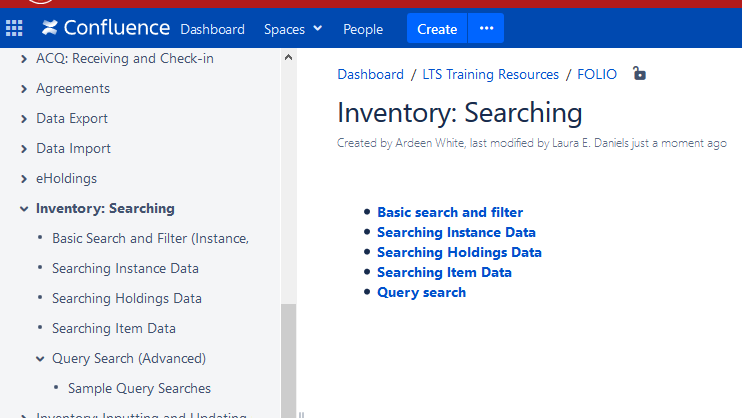 Confluence Dashboard Spaces People Create ···
ACQ: Receiving and Check-in
Agreements
Data Export
Data Import
eHoldings
Inventory: Searching
Basic Search and Filter (Instance,
Searching Instance Data
Searching Holdings Data
Searching Item Data
Query Search (Advanced)
Sample Query Searches
Inventory: Inputting and Updating
Dashboard / LTS Training Resources / FOLIO
Inventory: Searching
Created by Ardeen White, last modified by Laura E. Daniels just a moment ago
Basic search and filter
Searching Instance Data
Searching Holdings Data
Searching Item Data
Query search